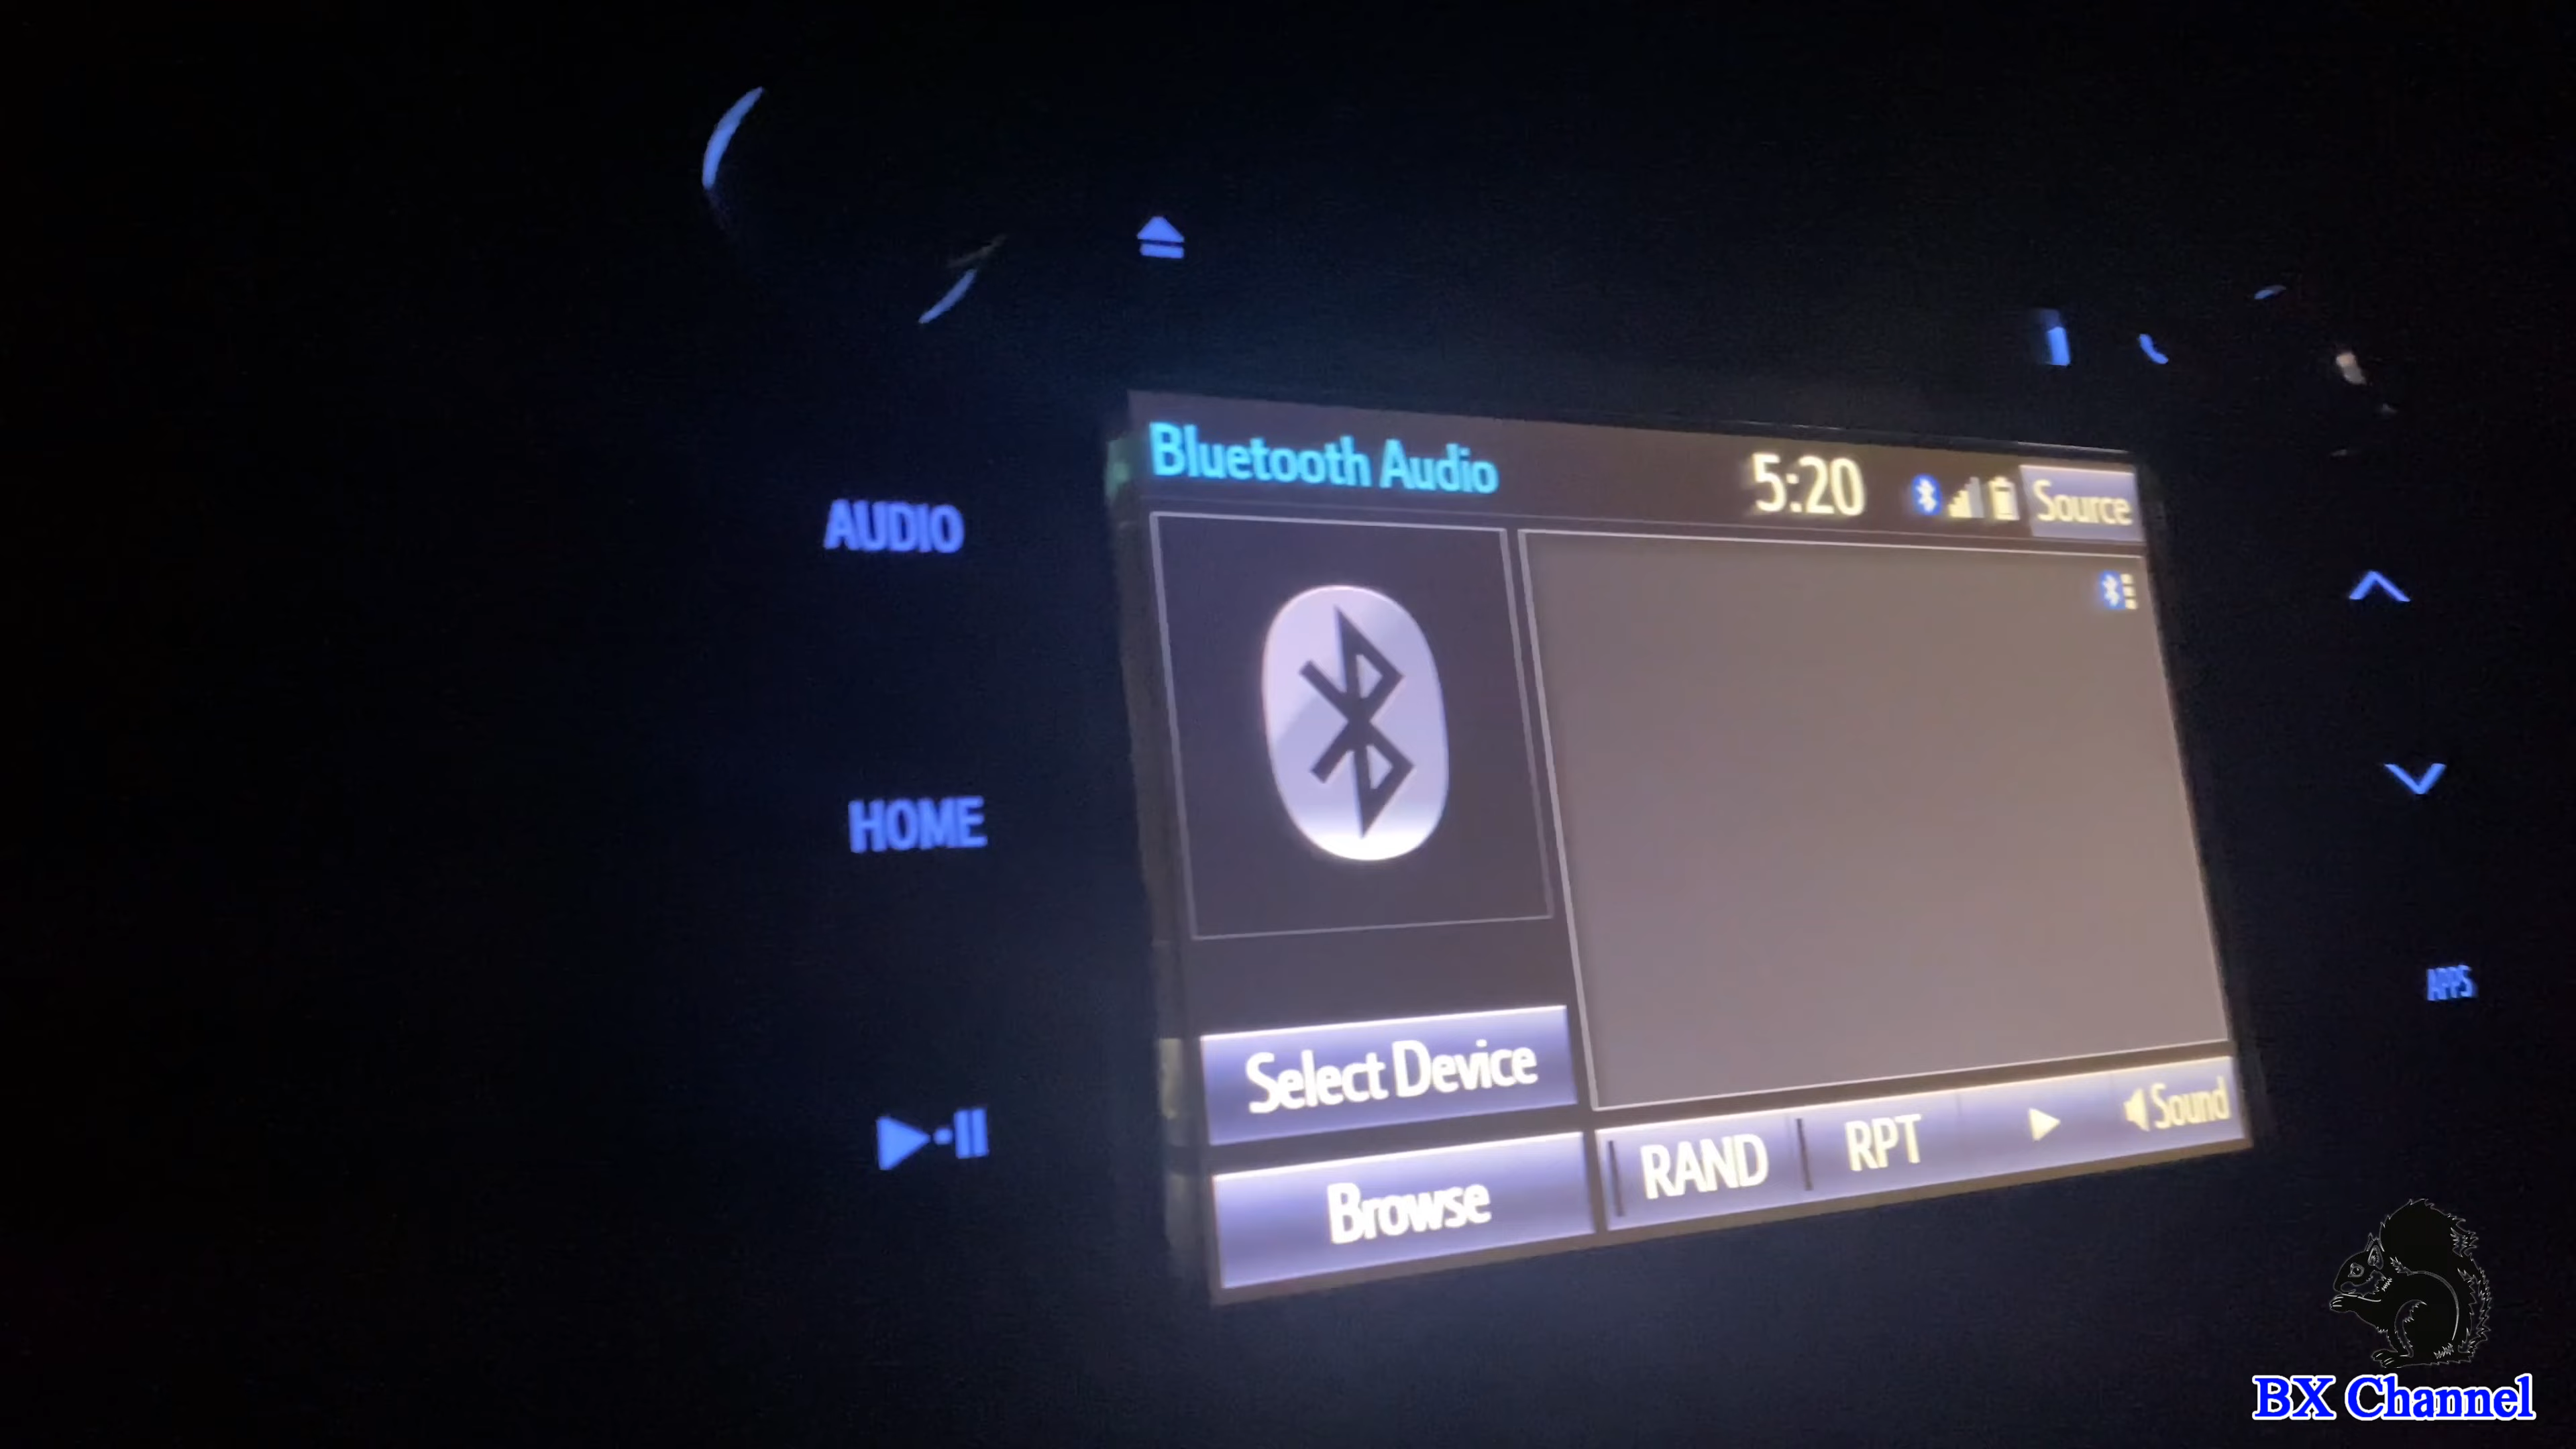 Bluetooth Audio
5:20
Source
AUDIO
HOME
Select Device
Browse
RAND
RPT
Sound
APPS
BX Channel